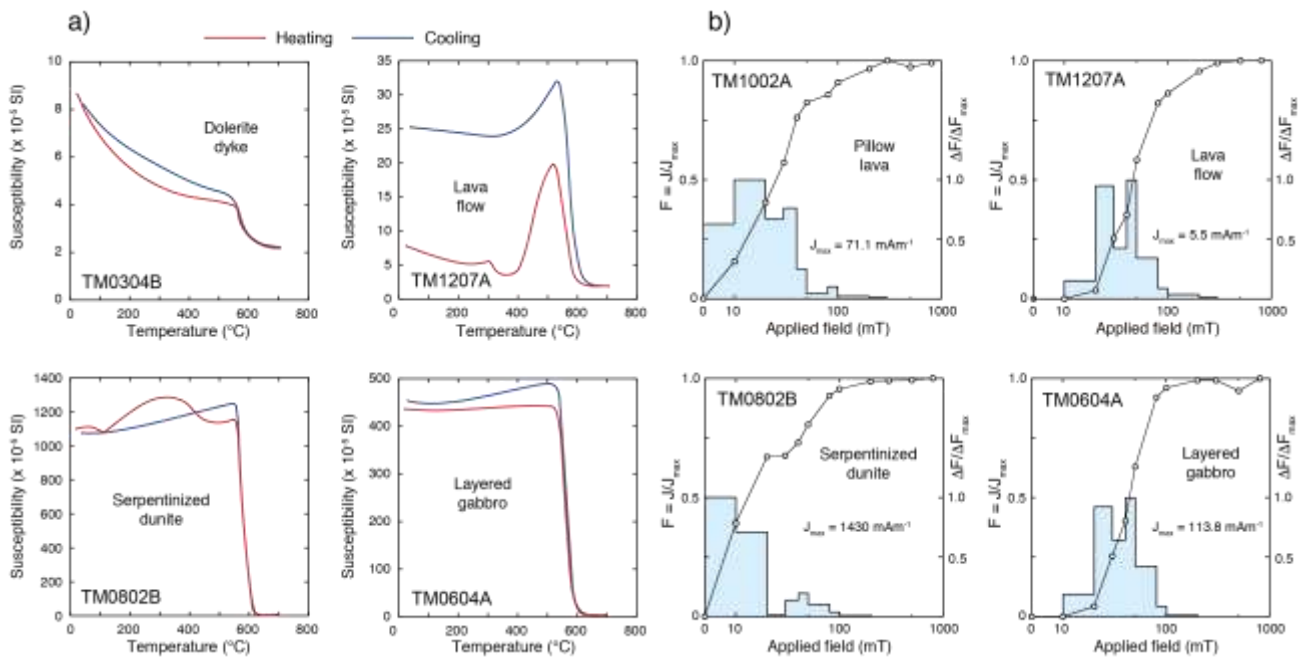 a)
Heating
Cooling
b)
10
8
6
4
2
0
Susceptibility (x 10⁻⁵ SI)
Dolerite
dyke
TM0304B
0
200
400
600
800
Temperature (°C)
35
30
25
20
15
10
5
0
Susceptibility (x 10⁻⁵ SI)
Lava
flow
TM1207A
0
200
400
600
800
Temperature (°C)
1.0
0.5
0
F = J/Jmax
TM1002A
Pillow
lava
Jmax = 71.1 mAm⁻¹
1.0
0.5
ΔF/ΔFmax
0
10
100
1000
Applied field (mT)
1.0
0.5
0
F = J/Jmax
TM1207A
Lava
flow
Jmax = 5.5 mAm⁻¹
1.0
0.5
ΔF/ΔFmax
0
10
100
1000
Applied field (mT)
1400
1200
1000
800
600
400
200
0
Susceptibility (x 10⁻⁵ SI)
Serpentinized
dunite
TM0802B
0
200
400
600
800
Temperature (°C)
500
400
300
200
100
0
Susceptibility (x 10⁻⁵ SI)
Layered
gabbro
TM0604A
0
200
400
600
800
Temperature (°C)
1.0
0.5
0
F = J/Jmax
TM0802B
Serpentinized
dunite
Jmax = 1430 mAm⁻¹
1.0
0.5
ΔF/ΔFmax
0
10
100
1000
Applied field (mT)
1.0
0.5
0
F = J/Jmax
TM0604A
Layered
gabbro
Jmax = 113.8 mAm⁻¹
1.0
0.5
ΔF/ΔFmax
0
10
100
1000
Applied field (mT)